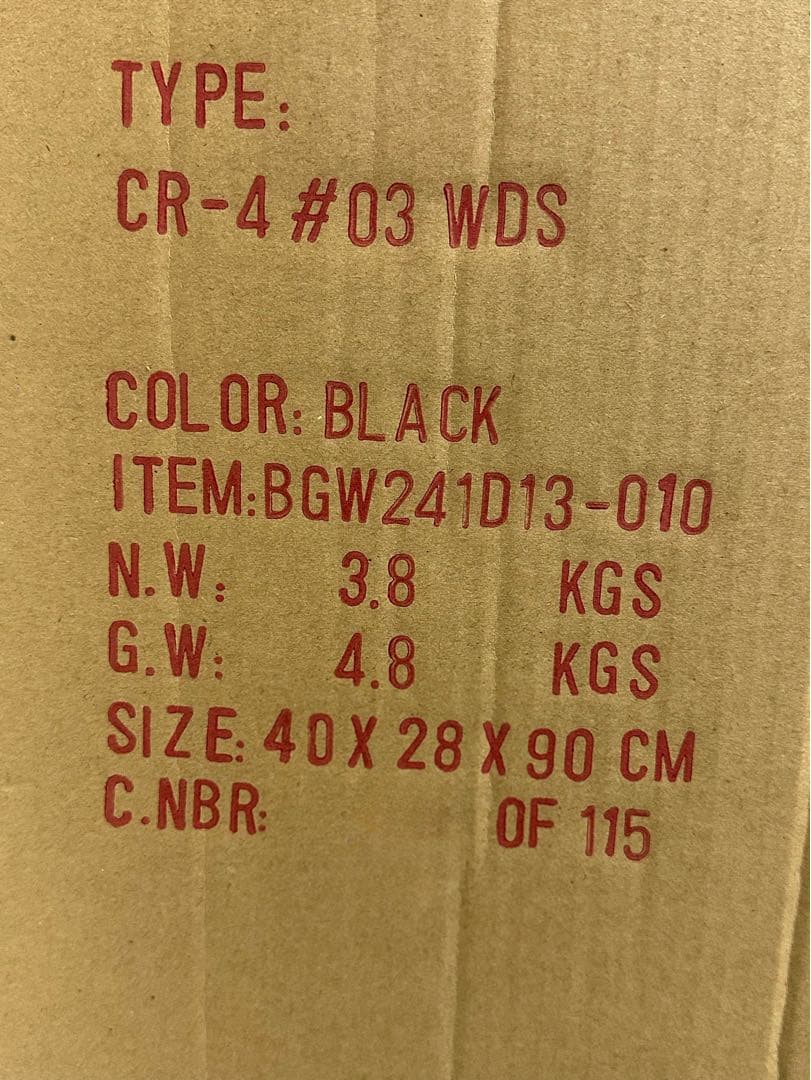 TYPE:
CR-4 #03 WDS
COLOR: BLACK
ITEM:BGW241D13-010
N.W: 3.8 KGS
G.W: 4.8 KGS
SIZE: 40 X 28 X 90 CM
C.NBR: OF 115